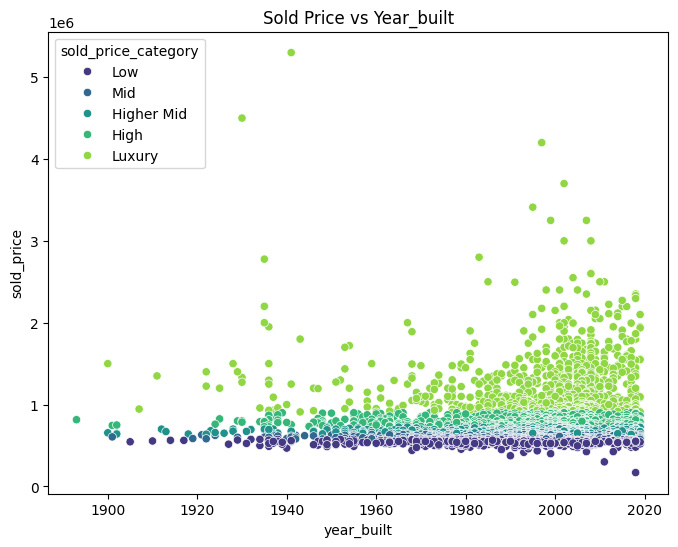 Sold Price vs Year_built
1e6
sold_price_category
Low
Mid
Higher Mid
High
Luxury
5
4
3
2
1
0
sold_price
1900
1920
1940
1960
1980
2000
2020
year_built